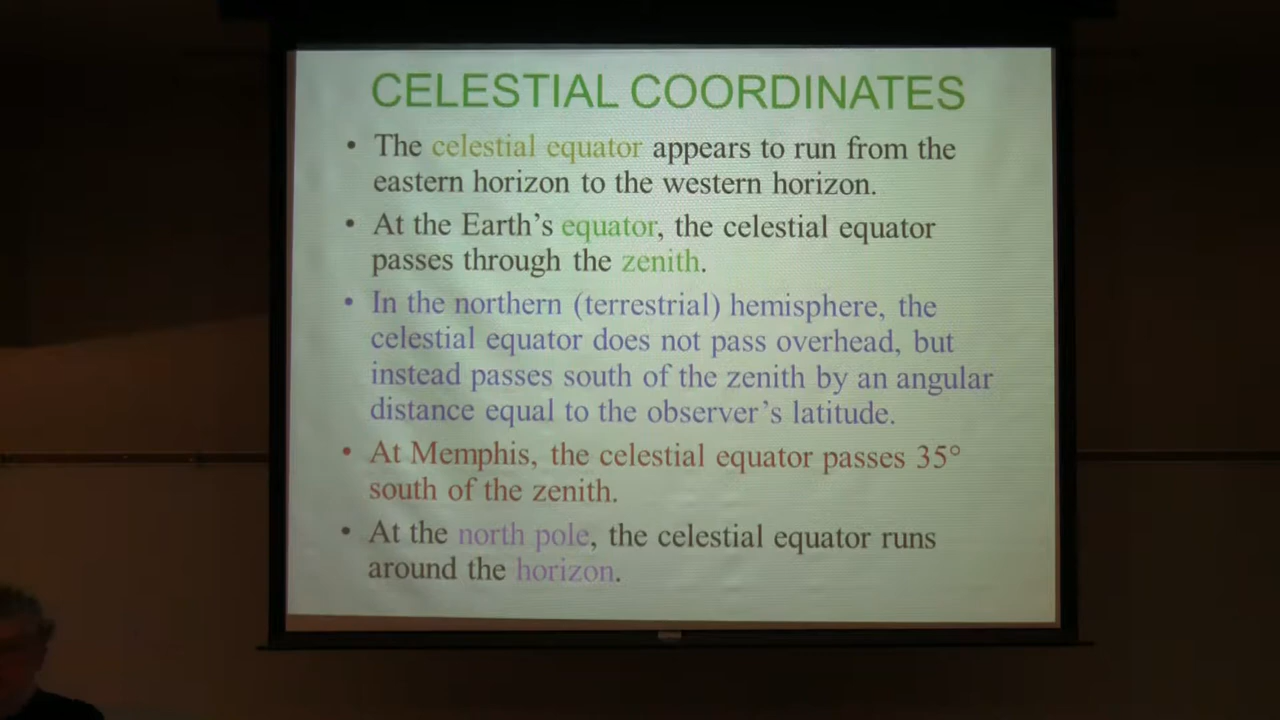 CELESTIAL COORDINATES
• The celestial equator appears to run from the
eastern horizon to the western horizon.
• At the Earth's equator, the celestial equator
passes through the zenith.
• In the northern (terrestrial) hemisphere, the
celestial equator does not pass overhead, but
instead passes south of the zenith by an angular
distance equal to the observer's latitude.
• At Memphis, the celestial equator passes 35°
south of the zenith.
• At the north pole, the celestial equator runs
around the horizon.